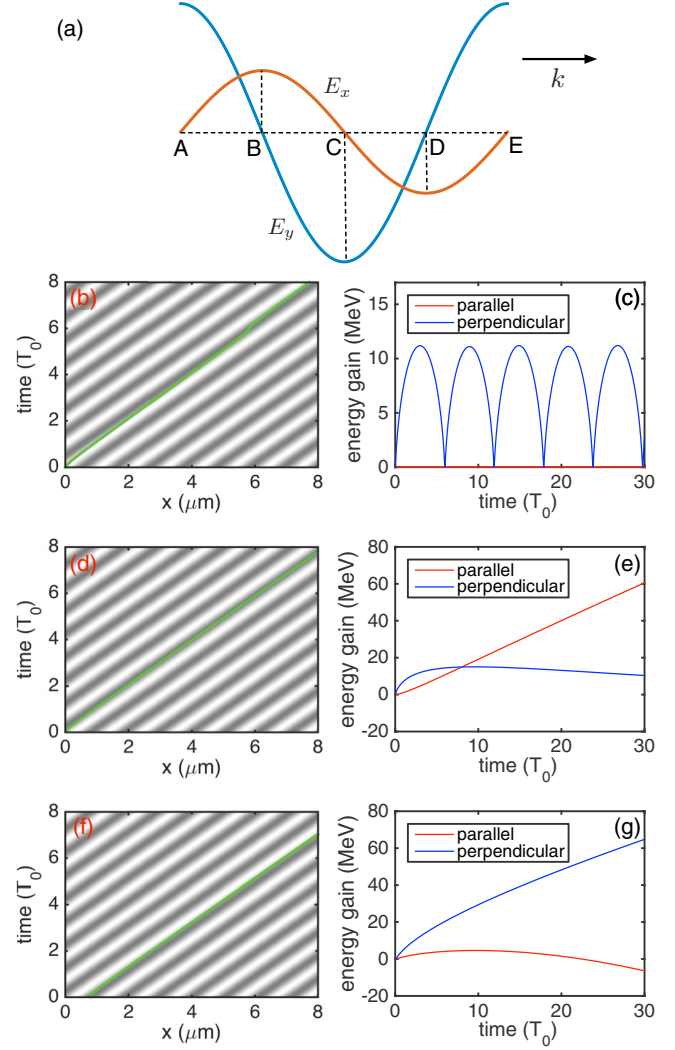 (a)
E_x
k
A B C D E
E_y
(b)
time (T_0)
8
6
4
2
0
0 2 4 6 8
x (μm)
(c)
parallel
perpendicular
energy gain (MeV)
15
10
5
0
0 10 20 30
time (T_0)
(d)
time (T_0)
8
6
4
2
0
0 2 4 6 8
x (μm)
(e)
parallel
perpendicular
energy gain (MeV)
80
60
40
20
0
-20
0 10 20 30
time (T_0)
(f)
time (T_0)
8
6
4
2
0
0 2 4 6 8
x (μm)
(g)
parallel
perpendicular
energy gain (MeV)
80
60
40
20
0
-20
0 10 20 30
time (T_0)